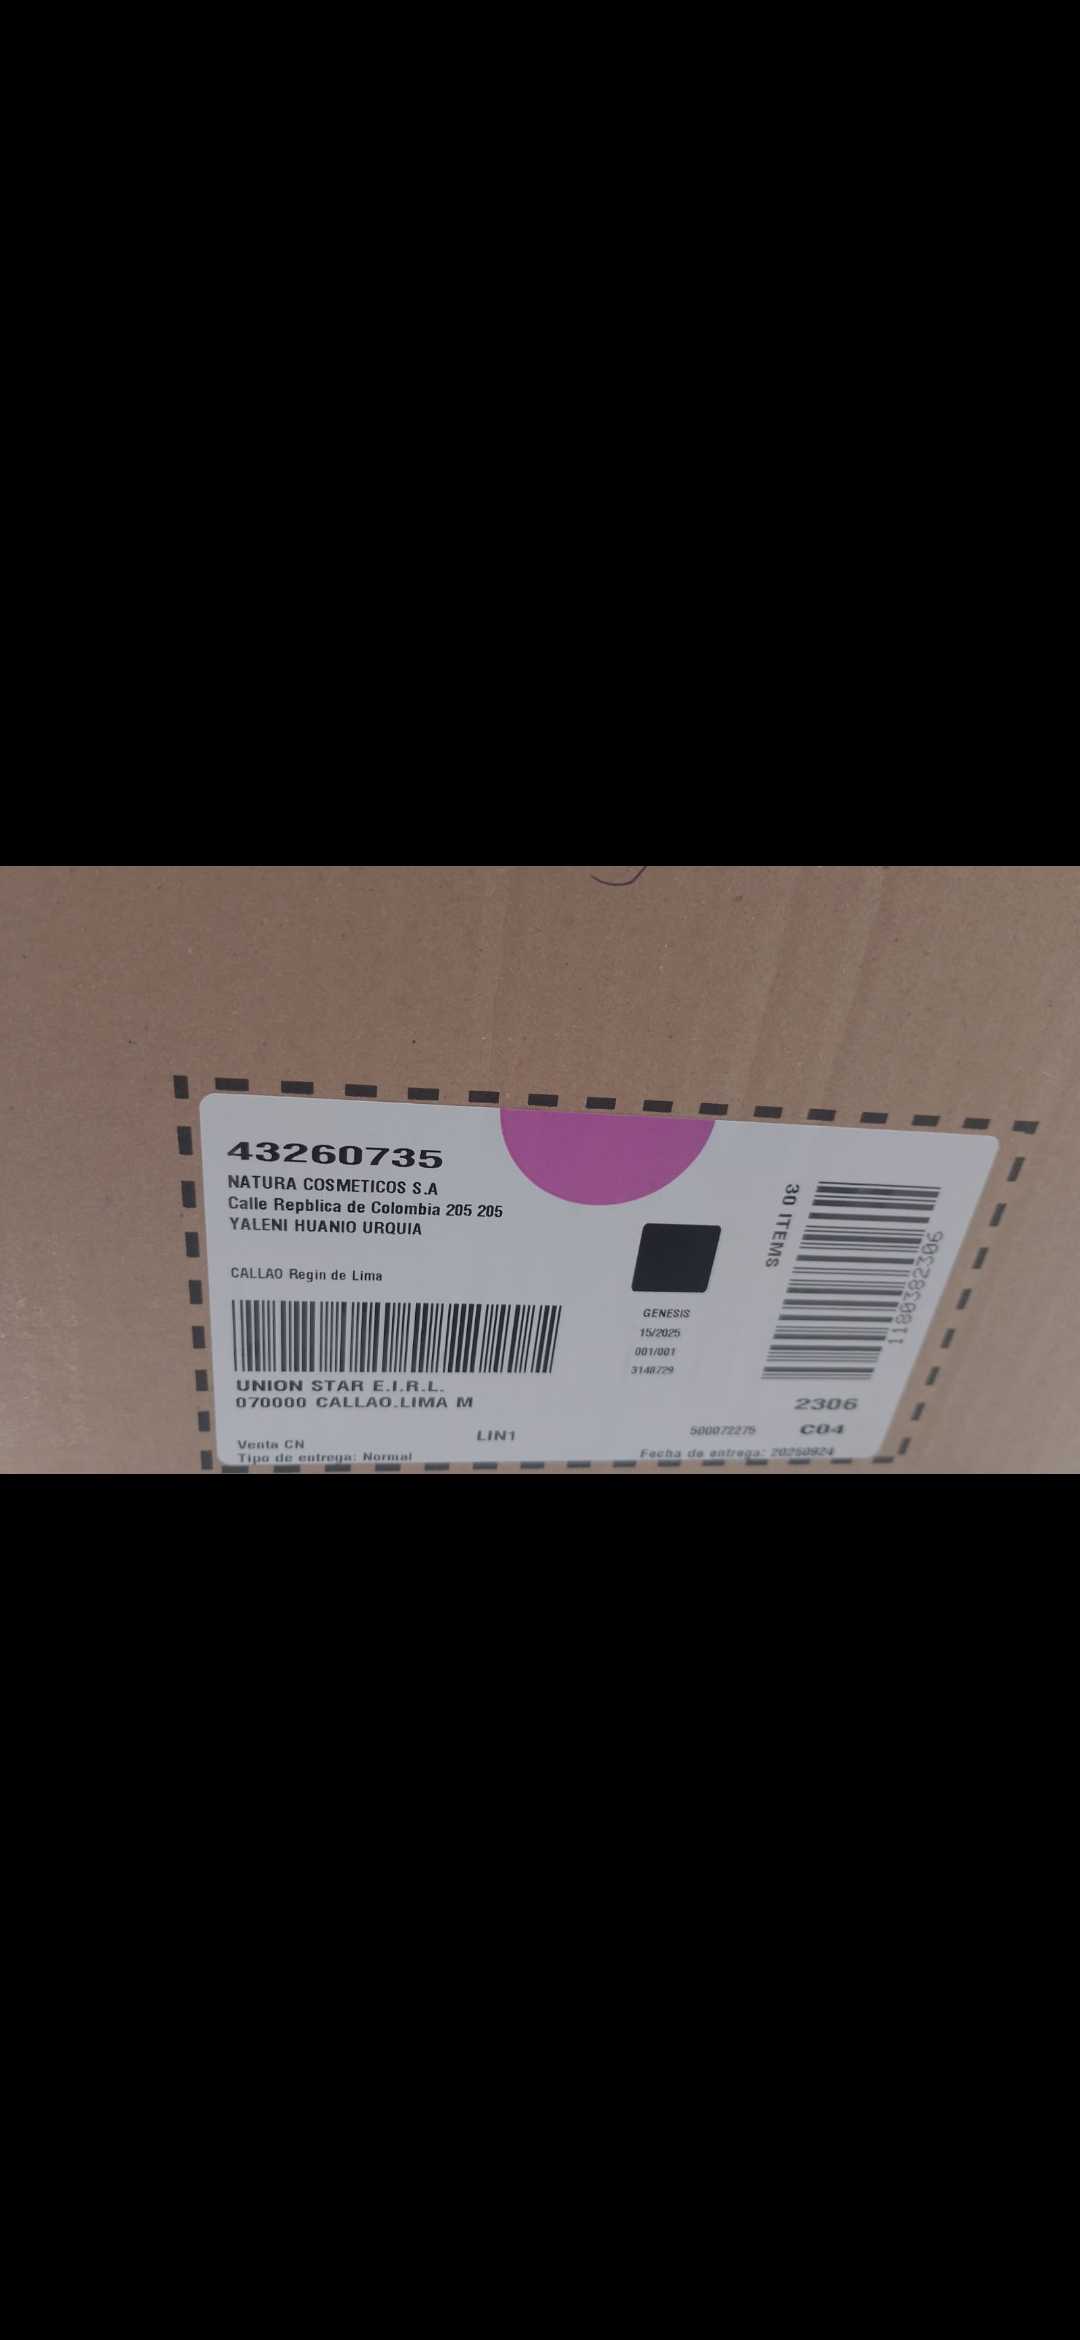 43260735
NATURA COSMETICOS S.A
Calle Repblica de Colombia 205 205
YALENI HUANIO URQUIA
CALLAO Regin de Lima
UNION STAR E.I.R.L.
070000 CALLAO.LIMA M
LIN1
Venta CN
Tipo de entrega: Normal
GENESIS
15/2025
001/001
3148729
30 ITEMS
1180382306
2306
500072275
C04
Fecha de entrega: 20250924